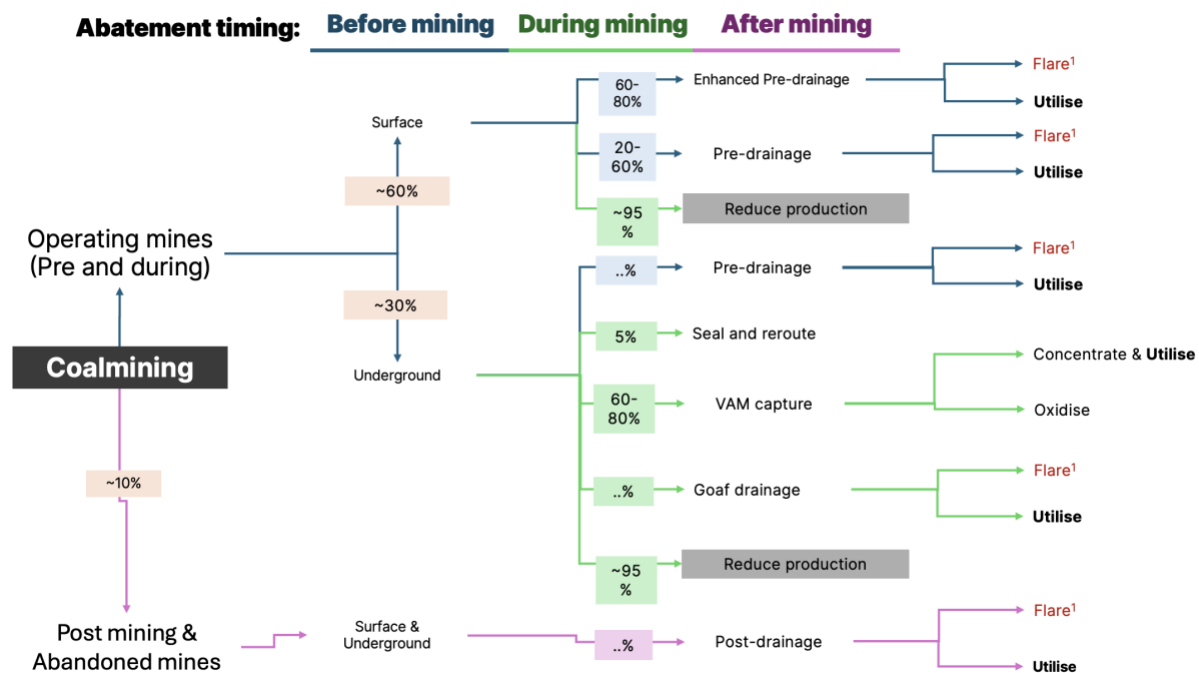 Abatement timing:
Before mining
During mining
After mining
Surface
~60%
Operating mines
(Pre and during)
~30%
Coalmining
Underground
~10%
Post mining &
Abandoned mines
Surface &
Underground
60-
80%
Enhanced Pre-drainage
Flare¹
Utilise
20-
60%
Pre-drainage
Flare¹
Utilise
~95
%
Reduce production
..%
Pre-drainage
Flare¹
Utilise
5%
Seal and reroute
60-
80%
VAM capture
Concentrate & Utilise
Oxidise
..%
Goaf drainage
Flare¹
Utilise
~95
%
Reduce production
..%
Post-drainage
Flare¹
Utilise